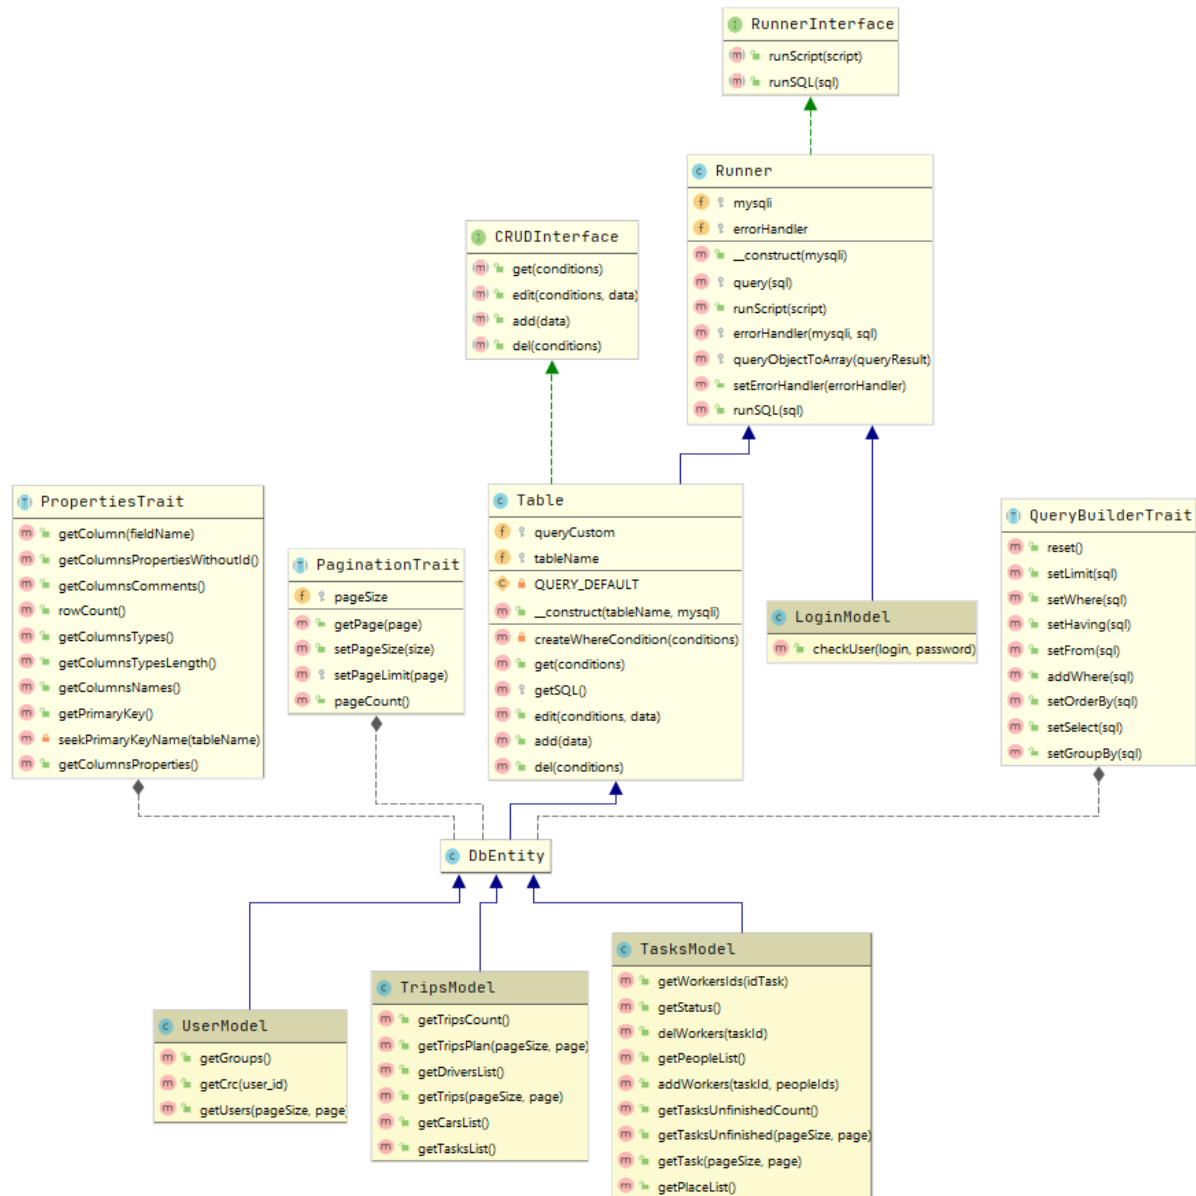 RunnerInterface
runScript(script)
runSQL(sql)
Runner
mysqli
errorHandler
__construct(mysqli)
query(sql)
runScript(script)
errorHandler(mysqli, sql)
queryObjectToArray(queryResult)
setErrorHandler(errorHandler)
runSQL(sql)
CRUDInterface
get(conditions)
edit(conditions, data)
add(data)
del(conditions)
PropertiesTrait
getColumn(fieldName)
getColumnsPropertiesWithoutId()
getColumnsComments()
rowCount()
getColumnsTypes()
getColumnsTypesLength()
getColumnsNames()
getPrimaryKey()
seekPrimaryKeyName(tableName)
getColumnsProperties()
PaginationTrait
pageSize
getPage(page)
setPageSize(size)
setPageLimit(page)
pageCount()
Table
queryCustom
tableName
QUERY_DEFAULT
__construct(tableName, mysqli)
createWhereCondition(conditions)
get(conditions)
getSQL()
edit(conditions, data)
add(data)
del(conditions)
LoginModel
checkUser(login, password)
QueryBuilderTrait
reset()
setLimit(sql)
setWhere(sql)
setHaving(sql)
setFrom(sql)
addWhere(sql)
setOrderBy(sql)
setSelect(sql)
setGroupBy(sql)
DbEntity
UserModel
getGroups()
getCrc(user_id)
getUsers(pageSize, page)
TripsModel
getTripsCount()
getTripsPlan(pageSize, page)
getDriversList()
getTrips(pageSize, page)
getCarsList()
getTasksList()
TasksModel
getWorkersIds(idTask)
getStatus()
delWorkers(taskId)
getPeopleList()
addWorkers(taskId, peopleIds)
getTasksUnfinishedCount()
getTasksUnfinished(pageSize, page)
getTask(pageSize, page)
getPlaceList()